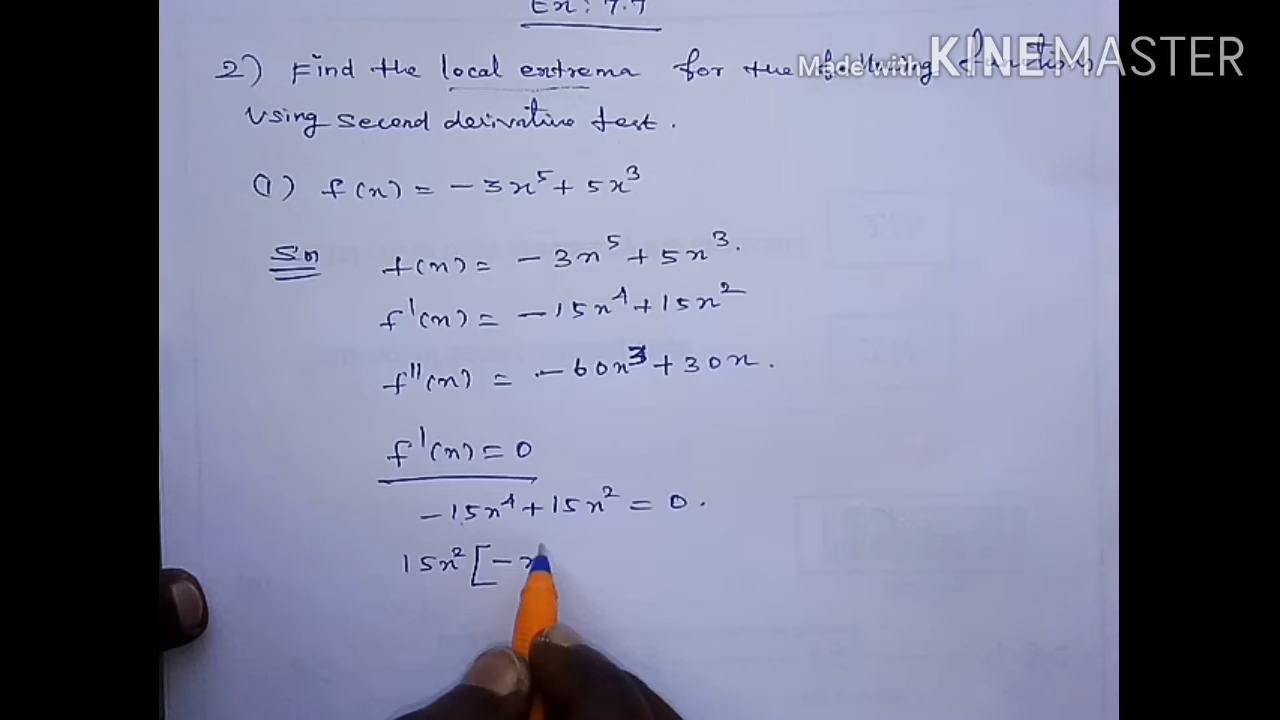 Ex: 7.7
2) Find the local extrema for the following functions
Made with KINEMASTER
using second derivative test.
(1) f(x) = -3x⁵ + 5x³
Sn f(x) = -3x⁵ + 5x³.
f'(x) = -15x⁴ + 15x²
f''(x) = -60x³ + 30x.
f'(x) = 0
-15x⁴ + 15x² = 0.
15x² [-x